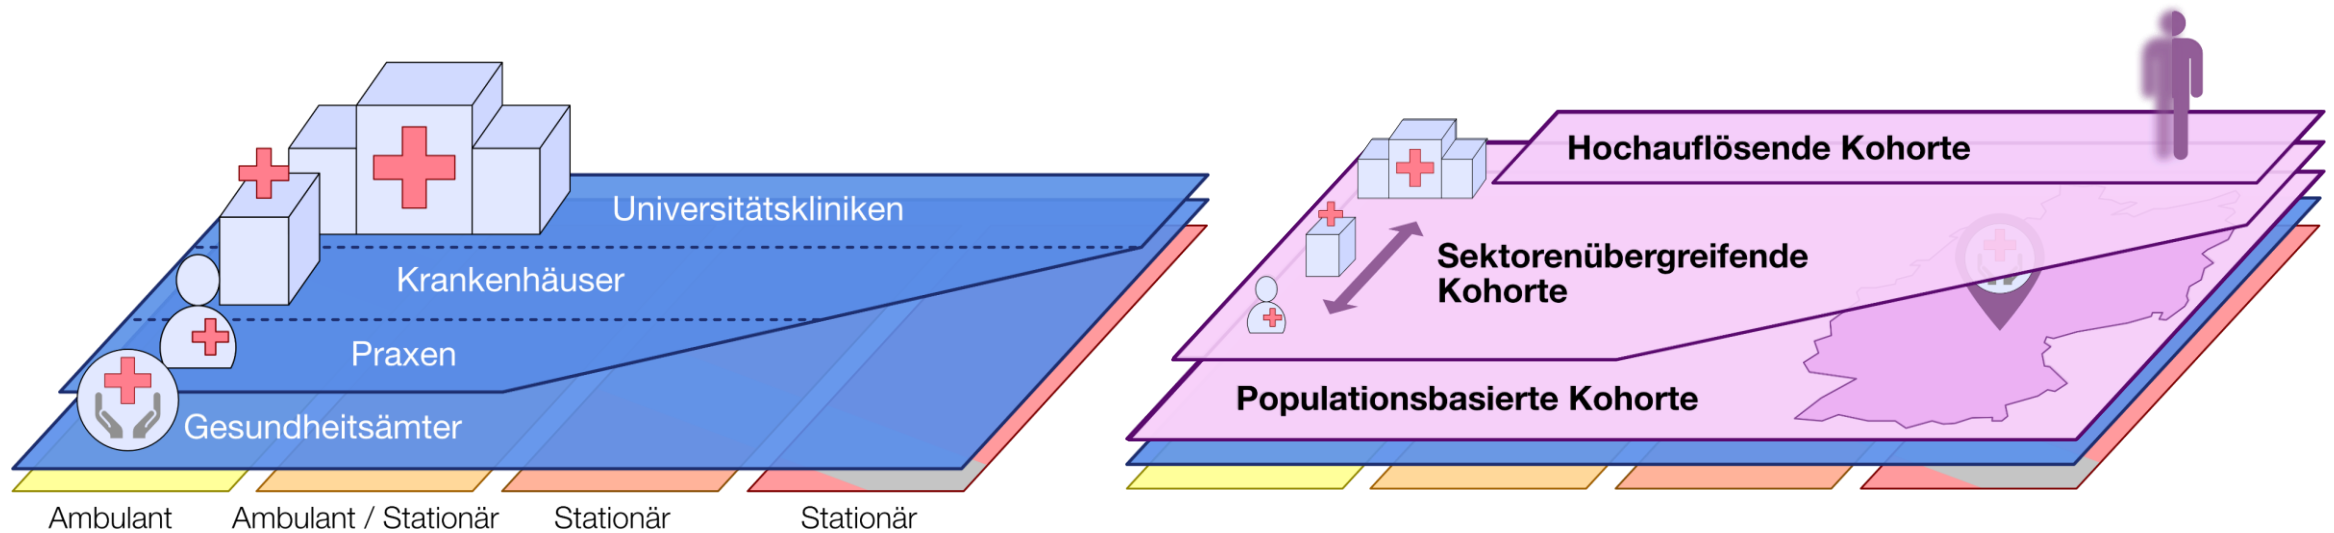 Universitätskliniken
Krankenhäuser
Praxen
Gesundheitsämter
Ambulant
Ambulant / Stationär
Stationär
Stationär
Hochauflösende Kohorte
Sektorenübergreifende
Kohorte
Populationsbasierte Kohorte